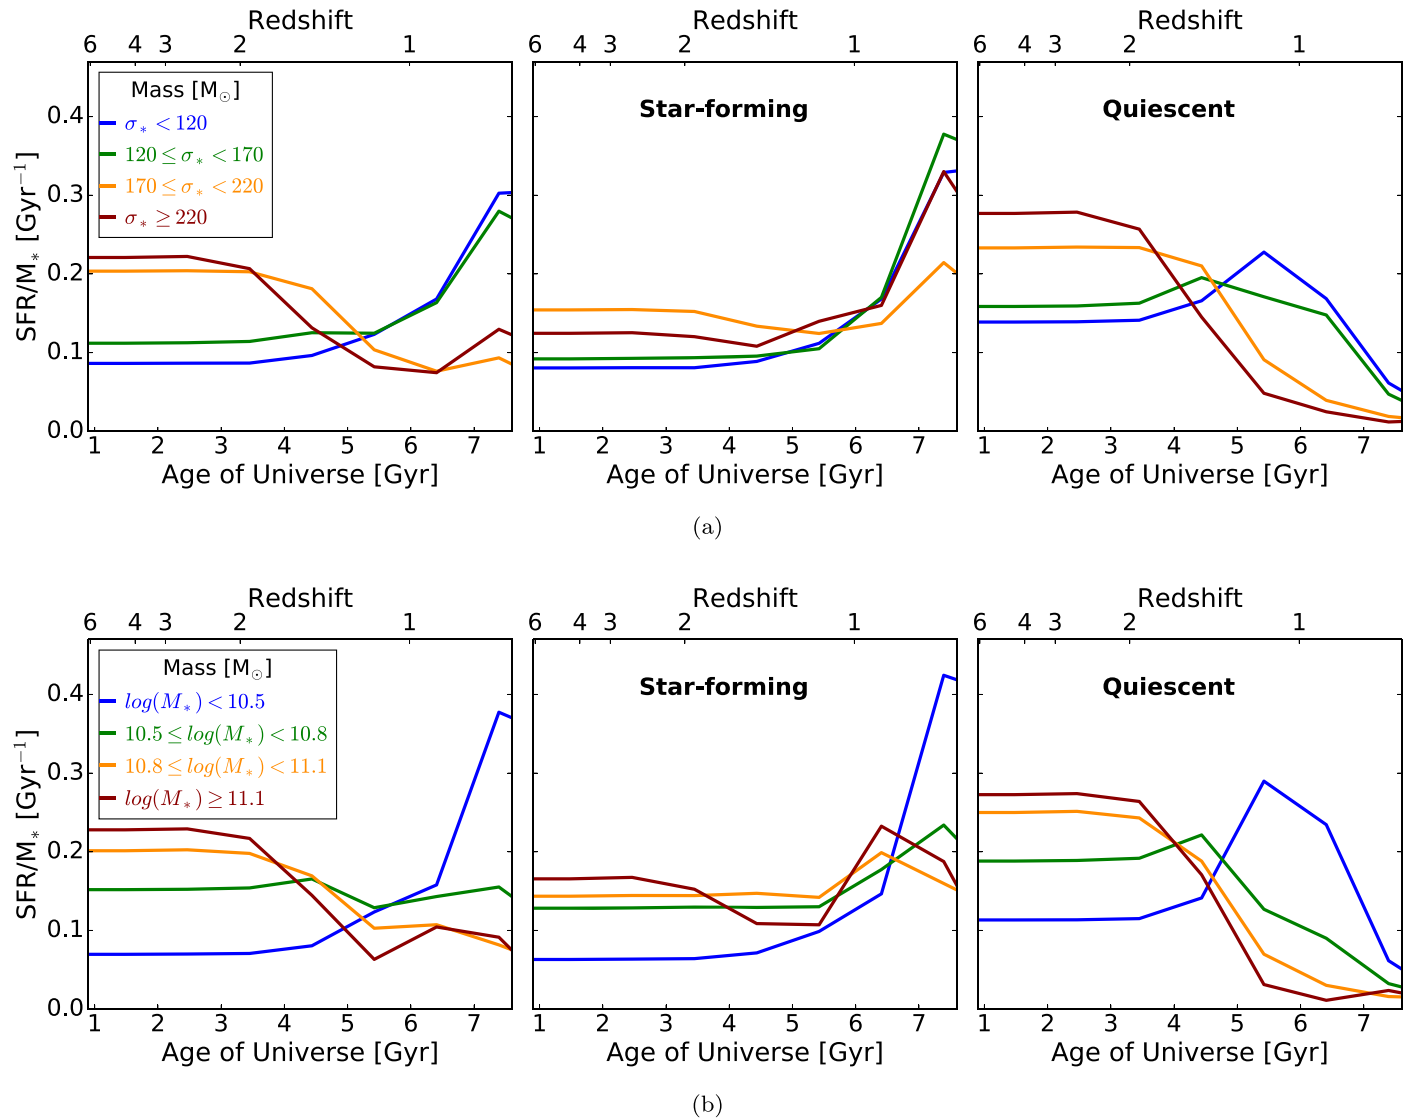 Redshift Redshift Redshift
6 4 3 2 1 6 4 3 2 1 6 4 3 2 1
Mass [M⊙]
σ* < 120
120 ≤ σ* < 170
170 ≤ σ* < 220
σ* ≥ 220
Star-forming
Quiescent
SFR/M* [Gyr⁻¹]
0.4
0.3
0.2
0.1
0.0
1 2 3 4 5 6 7 1 2 3 4 5 6 7 1 2 3 4 5 6 7
Age of Universe [Gyr] Age of Universe [Gyr] Age of Universe [Gyr]
(a)
Redshift Redshift Redshift
6 4 3 2 1 6 4 3 2 1 6 4 3 2 1
Mass [M⊙]
log(M*) < 10.5
10.5 ≤ log(M*) < 10.8
10.8 ≤ log(M*) < 11.1
log(M*) ≥ 11.1
Star-forming
Quiescent
SFR/M* [Gyr⁻¹]
0.4
0.3
0.2
0.1
0.0
1 2 3 4 5 6 7 1 2 3 4 5 6 7 1 2 3 4 5 6 7
Age of Universe [Gyr] Age of Universe [Gyr] Age of Universe [Gyr]
(b)